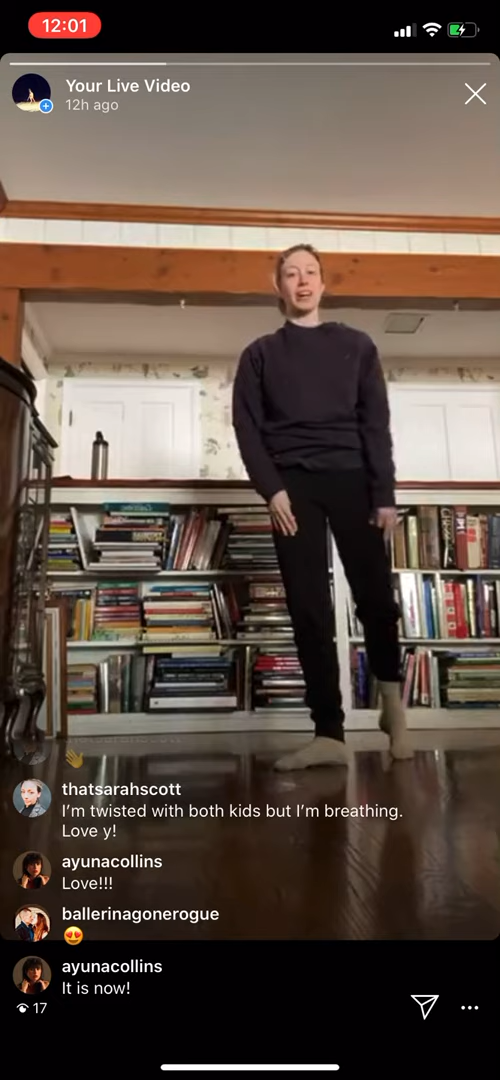 12:01
Your Live Video
12h ago
thatsarahscott
I'm twisted with both kids but I'm breathing.
Love y!
ayunacollins
Love!!!
ballerinagonerogue
😍
ayunacollins
It is now!
17